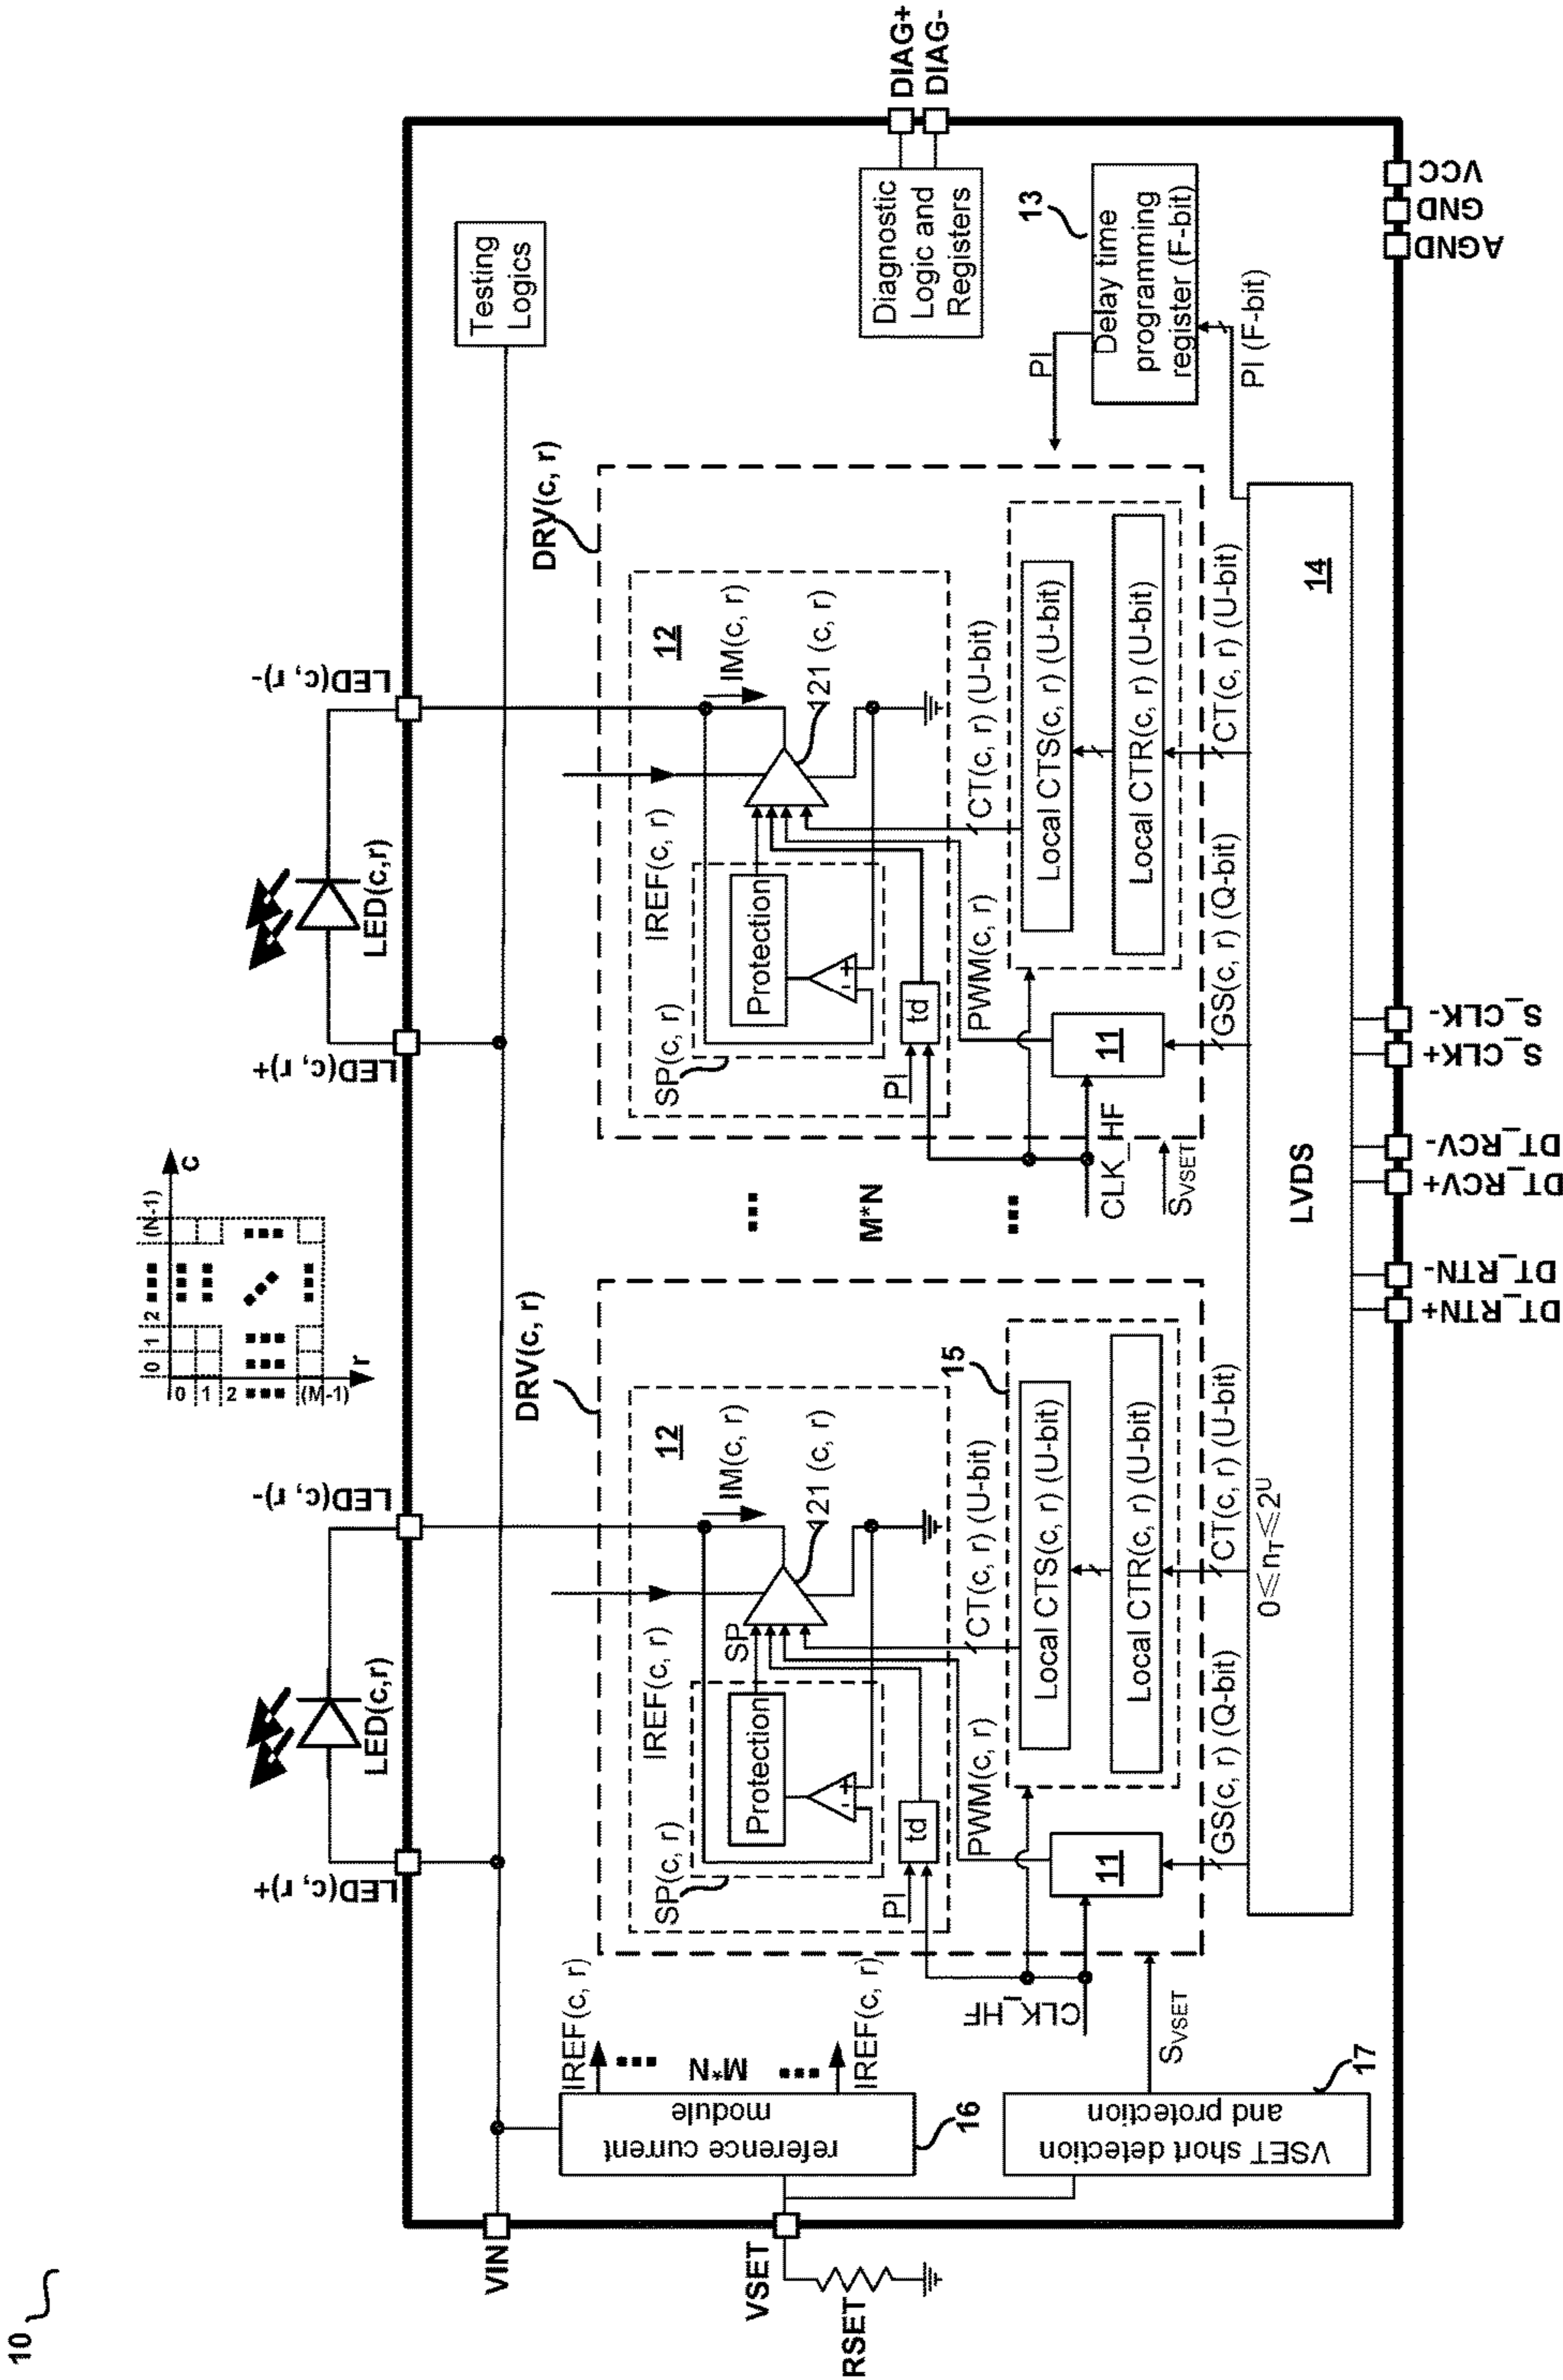 10
0
1
2
(N-1)
c
0
1
2
(M-1)
r
LED(c, r)+
LED(c,r)
LED(c, r)-
LED(c, r)+
LED(c,r)
LED(c, r)-
VIN
VSET
RSET
reference current
module
16
IREF(c, r)
M*N
IREF(c, r)
VSET short detection
and protection
17
SVSET
Testing
Logics
DRV(c, r)
12
IM(c, r)
121 (c, r)
IREF(c, r)
SP(c, r)
Protection
SP
- +
PI
td
PWM(c, r)
CT(c, r) (U-bit)
15
Local CTS(c, r) (U-bit)
Local CTR(c, r) (U-bit)
11
CLK_HF
GS(c, r) (Q-bit)
CT(c, r) (U-bit)
0≤nT≤2U
M*N
DRV(c, r)
12
IM(c, r)
121 (c, r)
IREF(c, r)
SP(c, r)
Protection
- +
PI
td
PWM(c, r)
CT(c, r) (U-bit)
Local CTS(c, r) (U-bit)
Local CTR(c, r) (U-bit)
11
CLK_HF
SVSET
GS(c, r) (Q-bit)
CT(c, r) (U-bit)
LVDS
14
PI
13
Delay time
programming
register (F-bit)
PI (F-bit)
Diagnostic
Logic and
Registers
DIAG+
DIAG-
DT_RTN+
DT_RTN-
DT_RCV+
DT_RCV-
S_CLK+
S_CLK-
AGND
GND
VCC